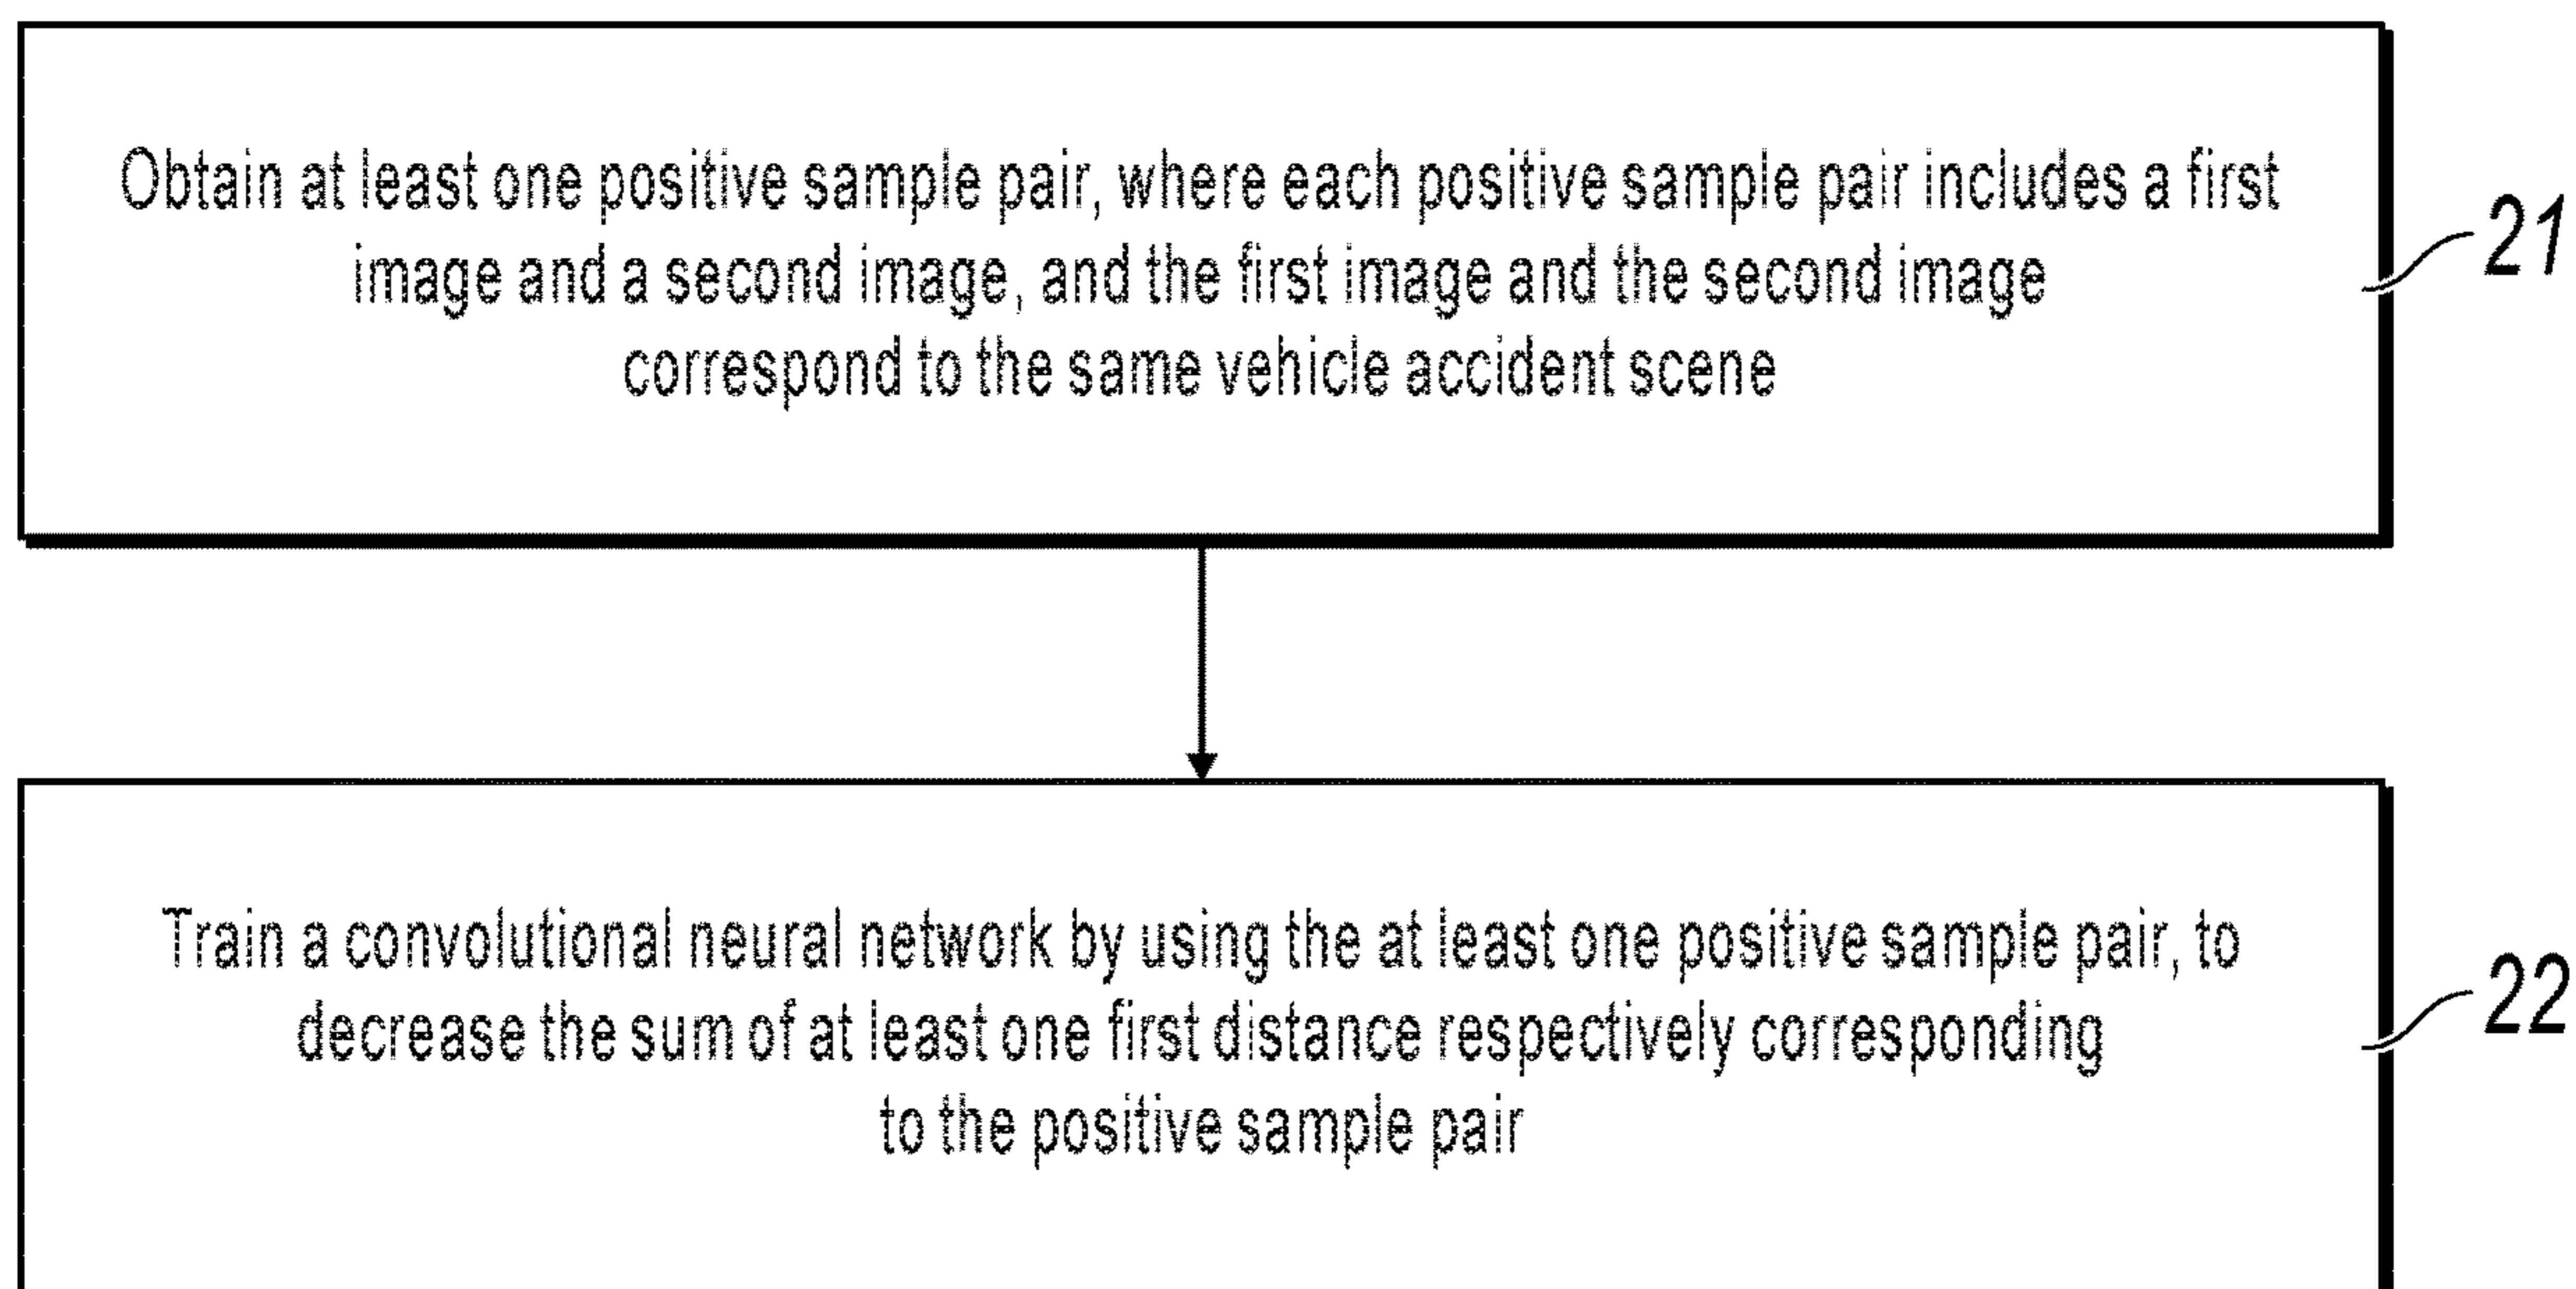 Obtain at least one positive sample pair, where each positive sample pair includes a first
image and a second image, and the first image and the second image
correspond to the same vehicle accident scene
21
Train a convolutional neural network by using the at least one positive sample pair, to
decrease the sum of at least one first distance respectively corresponding
to the positive sample pair
22